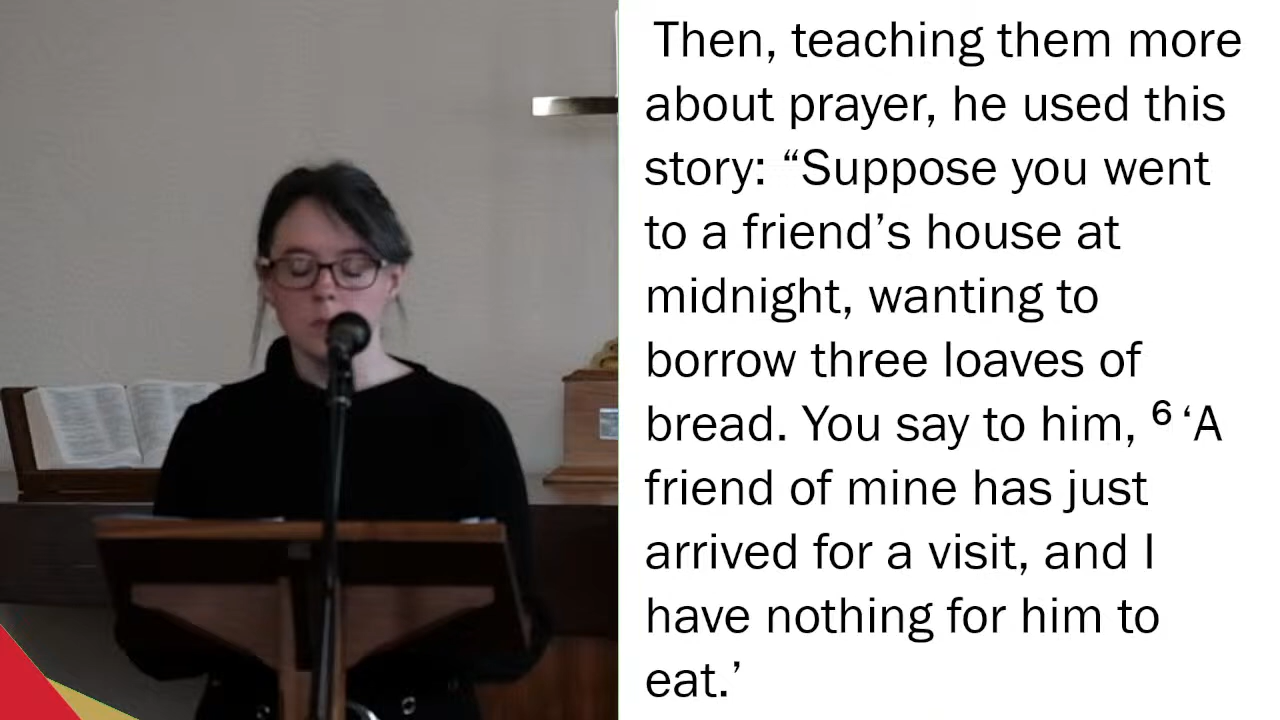 Then, teaching them more
about prayer, he used this
story: “Suppose you went
to a friend’s house at
midnight, wanting to
borrow three loaves of
bread. You say to him, ⁶ ‘A
friend of mine has just
arrived for a visit, and I
have nothing for him to
eat.’